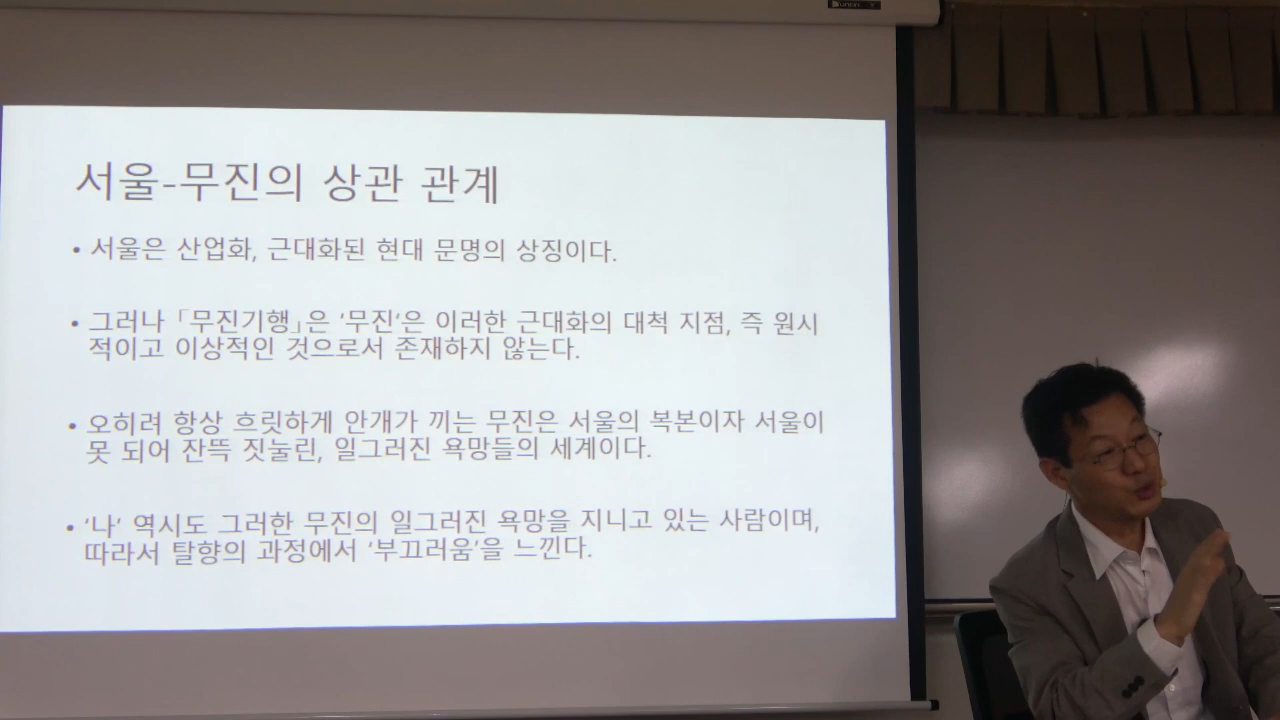 서울-무진의 상관 관계
• 서울은 산업화, 근대화된 현대 문명의 상징이다.
• 그러나 「무진기행」은 ‘무진‘은 이러한 근대화의 대척 지점, 즉 원시
적이고 이상적인 것으로서 존재하지 않는다.
• 오히려 항상 흐릿하게 안개가 끼는 무진은 서울의 복본이자 서울이
못 되어 잔뜩 짓눌린, 일그러진 욕망들의 세계이다.
• ‘나’ 역시도 그러한 무진의 일그러진 욕망을 지니고 있는 사람이며,
따라서 탈향의 과정에서 ‘부끄러움’을 느낀다.